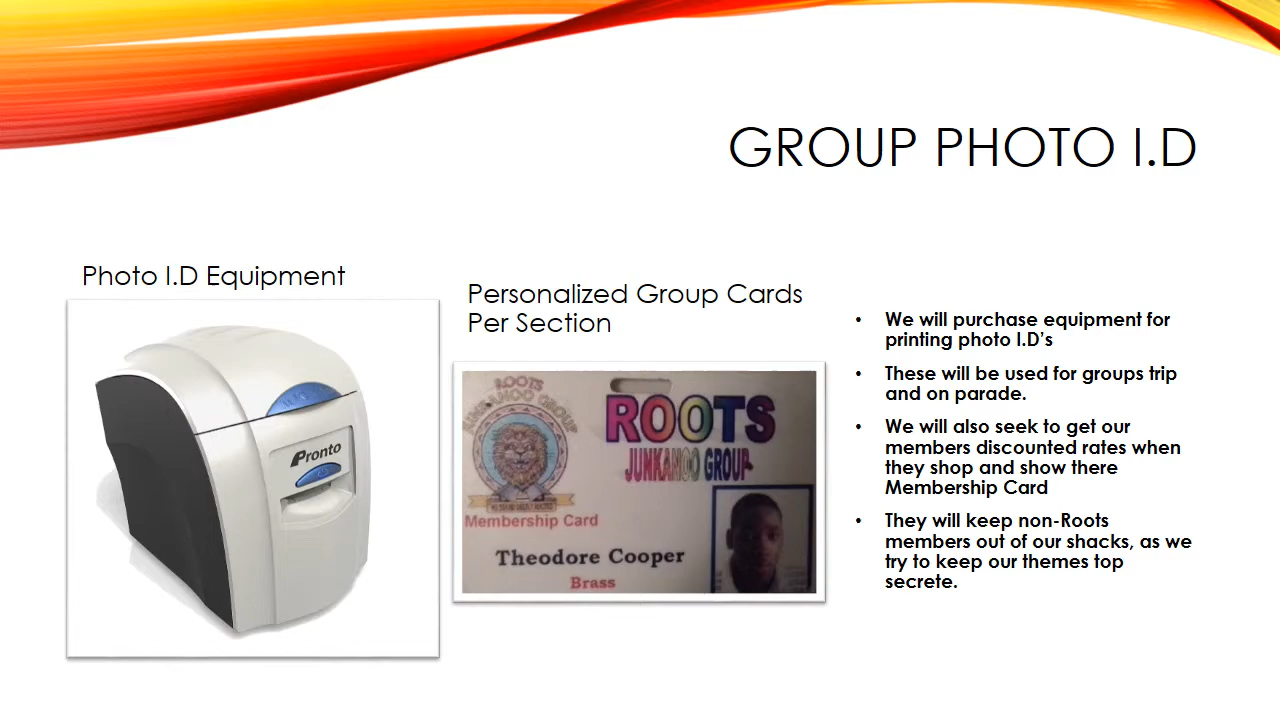 GROUP PHOTO I.D
Photo I.D Equipment
Pronto
Personalized Group Cards
Per Section
ROOTS
JUNKANOO GROUP
ROOTS
JUNKANOO GROUP
Membership Card
Theodore Cooper
Brass
• We will purchase equipment for
printing photo I.D's
• These will be used for groups trip
and on parade.
• We will also seek to get our
members discounted rates when
they shop and show there
Membership Card
• They will keep non-Roots
members out of our shacks, as we
try to keep our themes top
secrete.